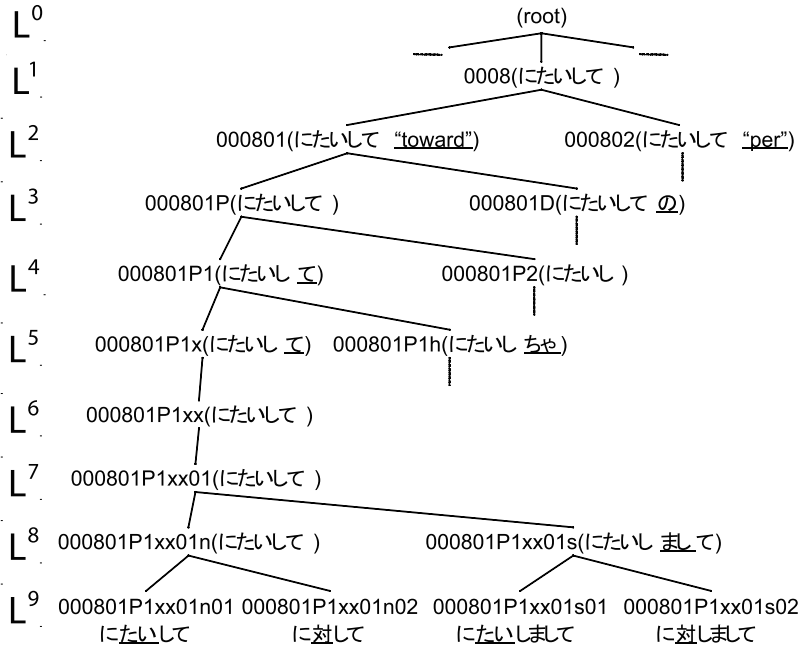 L0 (root)
L1 0008(にたいして )
L2 000801(にたいして “toward”) 000802(にたいして “per”)
L3 000801P(にたいして ) 000801D(にたいして の)
L4 000801P1(にたいし て) 000801P2(にたいし )
L5 000801P1x(にたいし て) 000801P1h(にたいし ちゃ)
L6 000801P1xx(にたいして )
L7 000801P1xx01(にたいして )
L8 000801P1xx01n(にたいして ) 000801P1xx01s(にたいし まして)
L9 000801P1xx01n01 000801P1xx01n02 000801P1xx01s01 000801P1xx01s02
にたいして に対して にたいしまして に対しまして